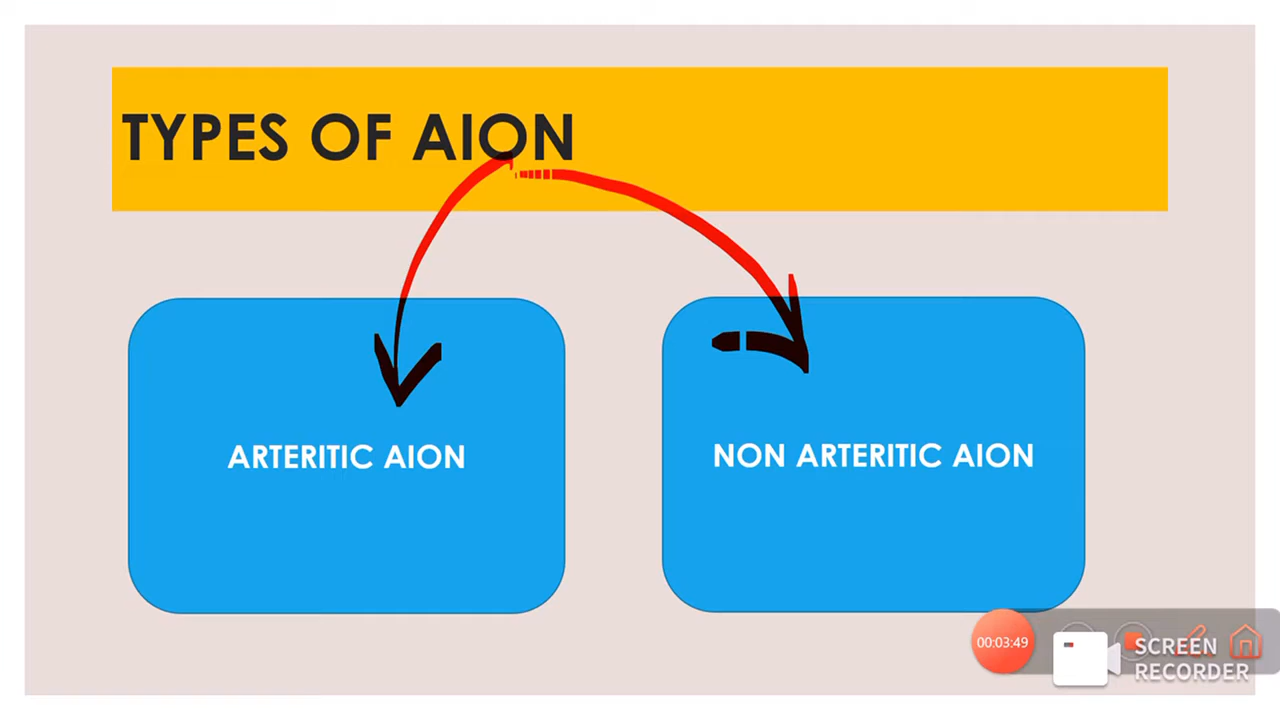 TYPES OF AION
ARTERITIC AION
NON ARTERITIC AION
00:03:49
SCREEN
RECORDER